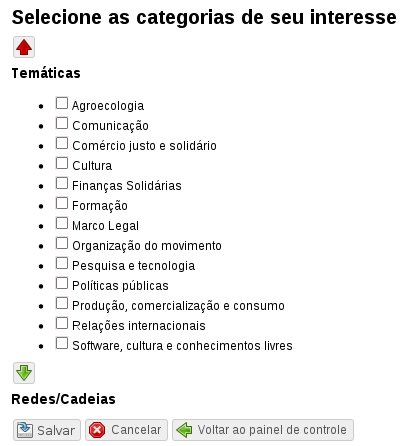 Selecione as categorias de seu interesse
Temáticas
Agroecologia
Comunicação
Comércio justo e solidário
Cultura
Finanças Solidárias
Formação
Marco Legal
Organização do movimento
Pesquisa e tecnologia
Políticas públicas
Produção, comercialização e consumo
Relações internacionais
Software, cultura e conhecimentos livres
Redes/Cadeias
Salvar Cancelar Voltar ao painel de controle